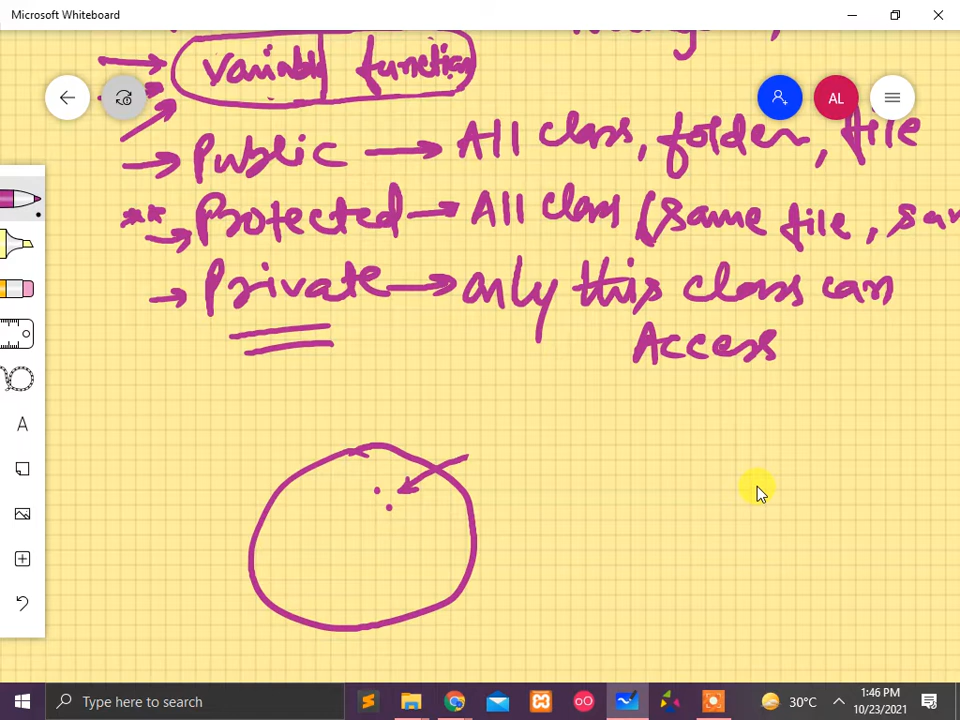 Microsoft Whiteboard
variable function
AL
Public → All class, folder, file
** Protected → All class (same file,
→ Private → only this class can
Access
A
Type here to search
30°C
1:46 PM
10/23/2021